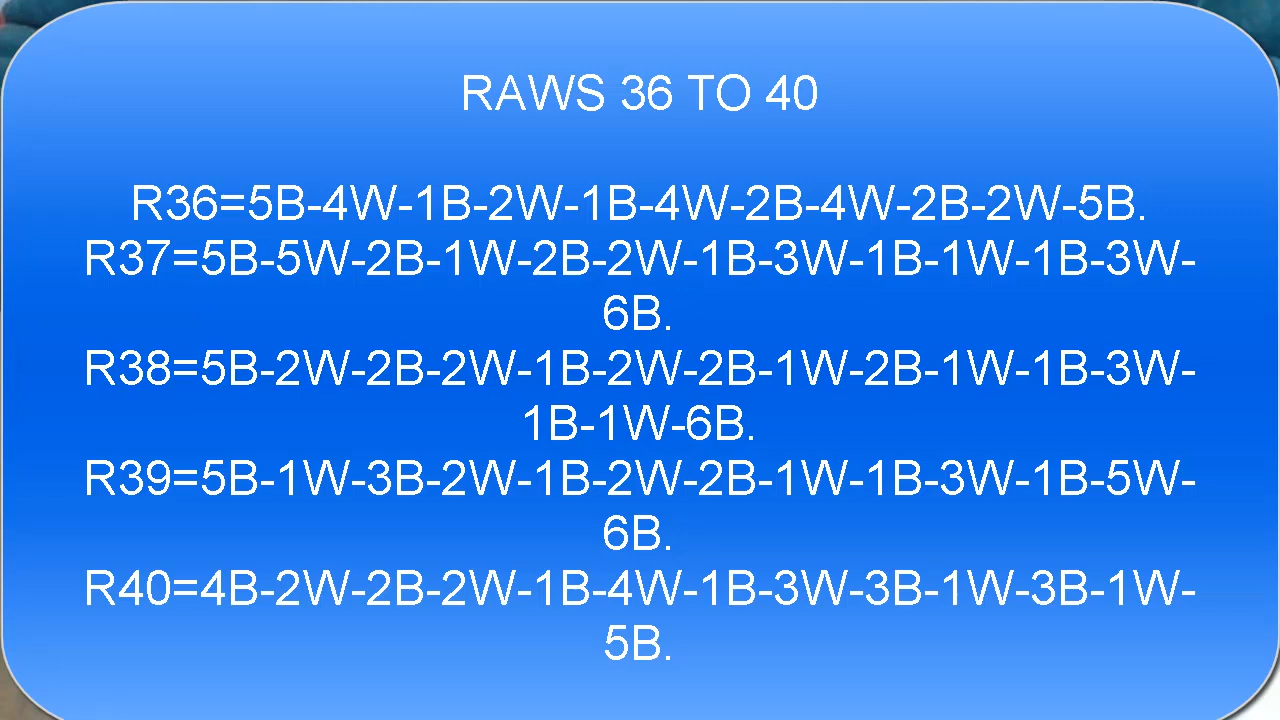 RAWS 36 TO 40
R36=5B-4W-1B-2W-1B-4W-2B-4W-2B-2W-5B.
R37=5B-5W-2B-1W-2B-2W-1B-3W-1B-1W-1B-3W-
6B.
R38=5B-2W-2B-2W-1B-2W-2B-1W-2B-1W-1B-3W-
1B-1W-6B.
R39=5B-1W-3B-2W-1B-2W-2B-1W-1B-3W-1B-5W-
6B.
R40=4B-2W-2B-2W-1B-4W-1B-3W-3B-1W-3B-1W-
5B.